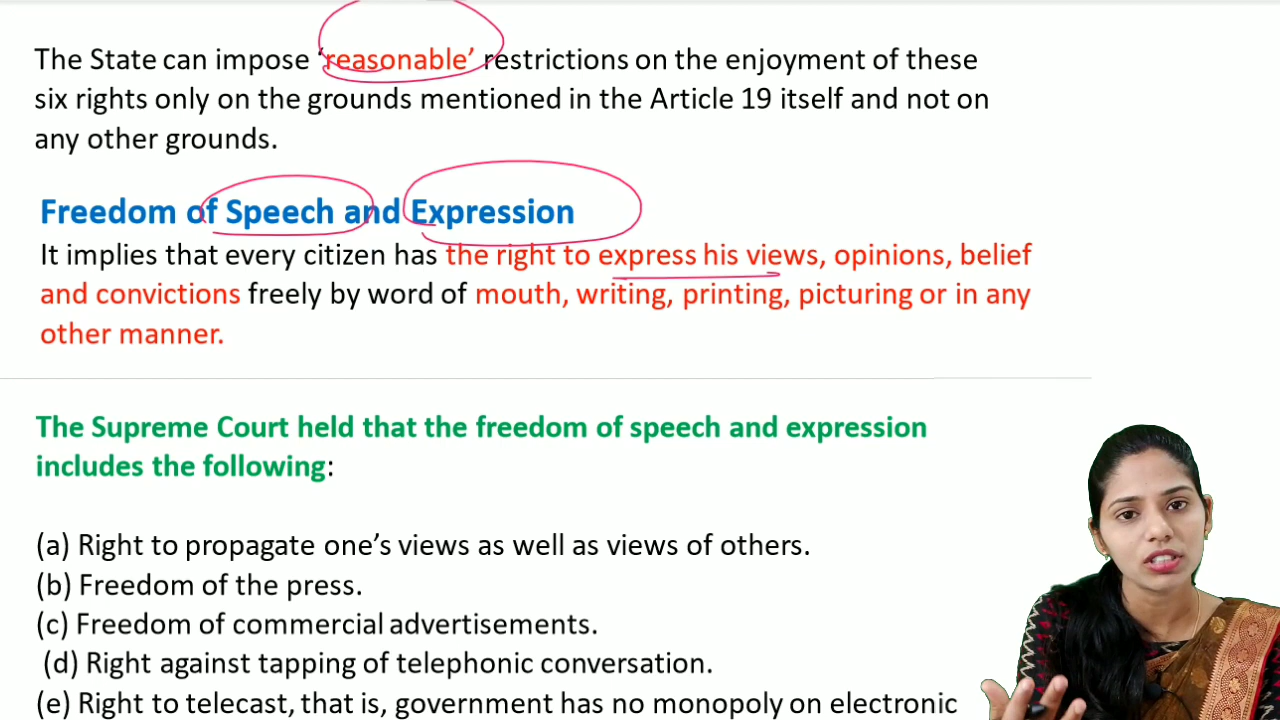 The State can impose ‘reasonable’ restrictions on the enjoyment of these
six rights only on the grounds mentioned in the Article 19 itself and not on
any other grounds.
Freedom of Speech and Expression
It implies that every citizen has the right to express his views, opinions, belief
and convictions freely by word of mouth, writing, printing, picturing or in any
other manner.
The Supreme Court held that the freedom of speech and expression
includes the following:
(a) Right to propagate one’s views as well as views of others.
(b) Freedom of the press.
(c) Freedom of commercial advertisements.
(d) Right against tapping of telephonic conversation.
(e) Right to telecast, that is, government has no monopoly on electronic